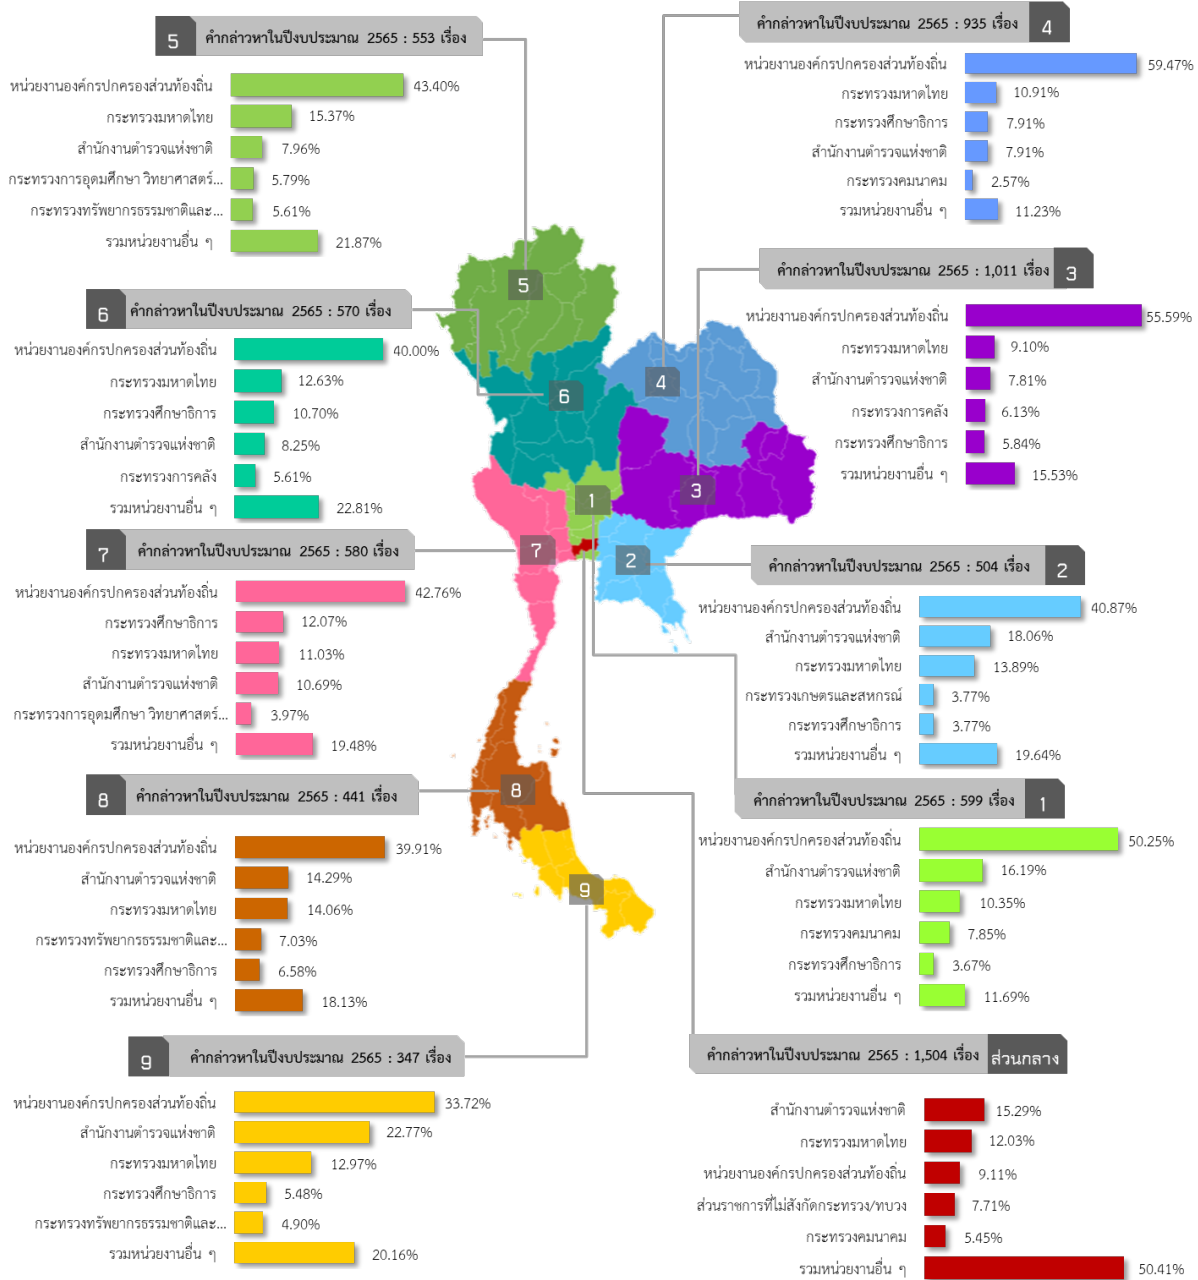 5 คำกล่าวหาในปีงบประมาณ 2565 : 553 เรื่อง
หน่วยงานองค์กรปกครองส่วนท้องถิ่น 43.40%
กระทรวงมหาดไทย 15.37%
สำนักงานตำรวจแห่งชาติ 7.96%
กระทรวงการอุดมศึกษา วิทยาศาสตร์... 5.79%
กระทรวงทรัพยากรธรรมชาติและ... 5.61%
รวมหน่วยงานอื่น ๆ 21.87%
6 คำกล่าวหาในปีงบประมาณ 2565 : 570 เรื่อง
หน่วยงานองค์กรปกครองส่วนท้องถิ่น 40.00%
กระทรวงมหาดไทย 12.63%
กระทรวงศึกษาธิการ 10.70%
สำนักงานตำรวจแห่งชาติ 8.25%
กระทรวงการคลัง 5.61%
รวมหน่วยงานอื่น ๆ 22.81%
7 คำกล่าวหาในปีงบประมาณ 2565 : 580 เรื่อง
หน่วยงานองค์กรปกครองส่วนท้องถิ่น 42.76%
กระทรวงศึกษาธิการ 12.07%
กระทรวงมหาดไทย 11.03%
สำนักงานตำรวจแห่งชาติ 10.69%
กระทรวงการอุดมศึกษา วิทยาศาสตร์... 3.97%
รวมหน่วยงานอื่น ๆ 19.48%
8 คำกล่าวหาในปีงบประมาณ 2565 : 441 เรื่อง
หน่วยงานองค์กรปกครองส่วนท้องถิ่น 39.91%
สำนักงานตำรวจแห่งชาติ 14.29%
กระทรวงมหาดไทย 14.06%
กระทรวงทรัพยากรธรรมชาติและ... 7.03%
กระทรวงศึกษาธิการ 6.58%
รวมหน่วยงานอื่น ๆ 18.13%
9 คำกล่าวหาในปีงบประมาณ 2565 : 347 เรื่อง
หน่วยงานองค์กรปกครองส่วนท้องถิ่น 33.72%
สำนักงานตำรวจแห่งชาติ 22.77%
กระทรวงมหาดไทย 12.97%
กระทรวงศึกษาธิการ 5.48%
กระทรวงทรัพยากรธรรมชาติและ... 4.90%
รวมหน่วยงานอื่น ๆ 20.16%
5
6
4
3
1
7
2
8
9
คำกล่าวหาในปีงบประมาณ 2565 : 935 เรื่อง 4
หน่วยงานองค์กรปกครองส่วนท้องถิ่น 59.47%
กระทรวงมหาดไทย 10.91%
กระทรวงศึกษาธิการ 7.91%
สำนักงานตำรวจแห่งชาติ 7.91%
กระทรวงคมนาคม 2.57%
รวมหน่วยงานอื่น ๆ 11.23%
คำกล่าวหาในปีงบประมาณ 2565 : 1,011 เรื่อง 3
หน่วยงานองค์กรปกครองส่วนท้องถิ่น 55.59%
กระทรวงมหาดไทย 9.10%
สำนักงานตำรวจแห่งชาติ 7.81%
กระทรวงการคลัง 6.13%
กระทรวงศึกษาธิการ 5.84%
รวมหน่วยงานอื่น ๆ 15.53%
คำกล่าวหาในปีงบประมาณ 2565 : 504 เรื่อง 2
หน่วยงานองค์กรปกครองส่วนท้องถิ่น 40.87%
สำนักงานตำรวจแห่งชาติ 18.06%
กระทรวงมหาดไทย 13.89%
กระทรวงเกษตรและสหกรณ์ 3.77%
กระทรวงศึกษาธิการ 3.77%
รวมหน่วยงานอื่น ๆ 19.64%
คำกล่าวหาในปีงบประมาณ 2565 : 599 เรื่อง 1
หน่วยงานองค์กรปกครองส่วนท้องถิ่น 50.25%
สำนักงานตำรวจแห่งชาติ 16.19%
กระทรวงมหาดไทย 10.35%
กระทรวงคมนาคม 7.85%
กระทรวงศึกษาธิการ 3.67%
รวมหน่วยงานอื่น ๆ 11.69%
คำกล่าวหาในปีงบประมาณ 2565 : 1,504 เรื่อง ส่วนกลาง
สำนักงานตำรวจแห่งชาติ 15.29%
กระทรวงมหาดไทย 12.03%
หน่วยงานองค์กรปกครองส่วนท้องถิ่น 9.11%
ส่วนราชการที่ไม่สังกัดกระทรวง/ทบวง 7.71%
กระทรวงคมนาคม 5.45%
รวมหน่วยงานอื่น ๆ 50.41%